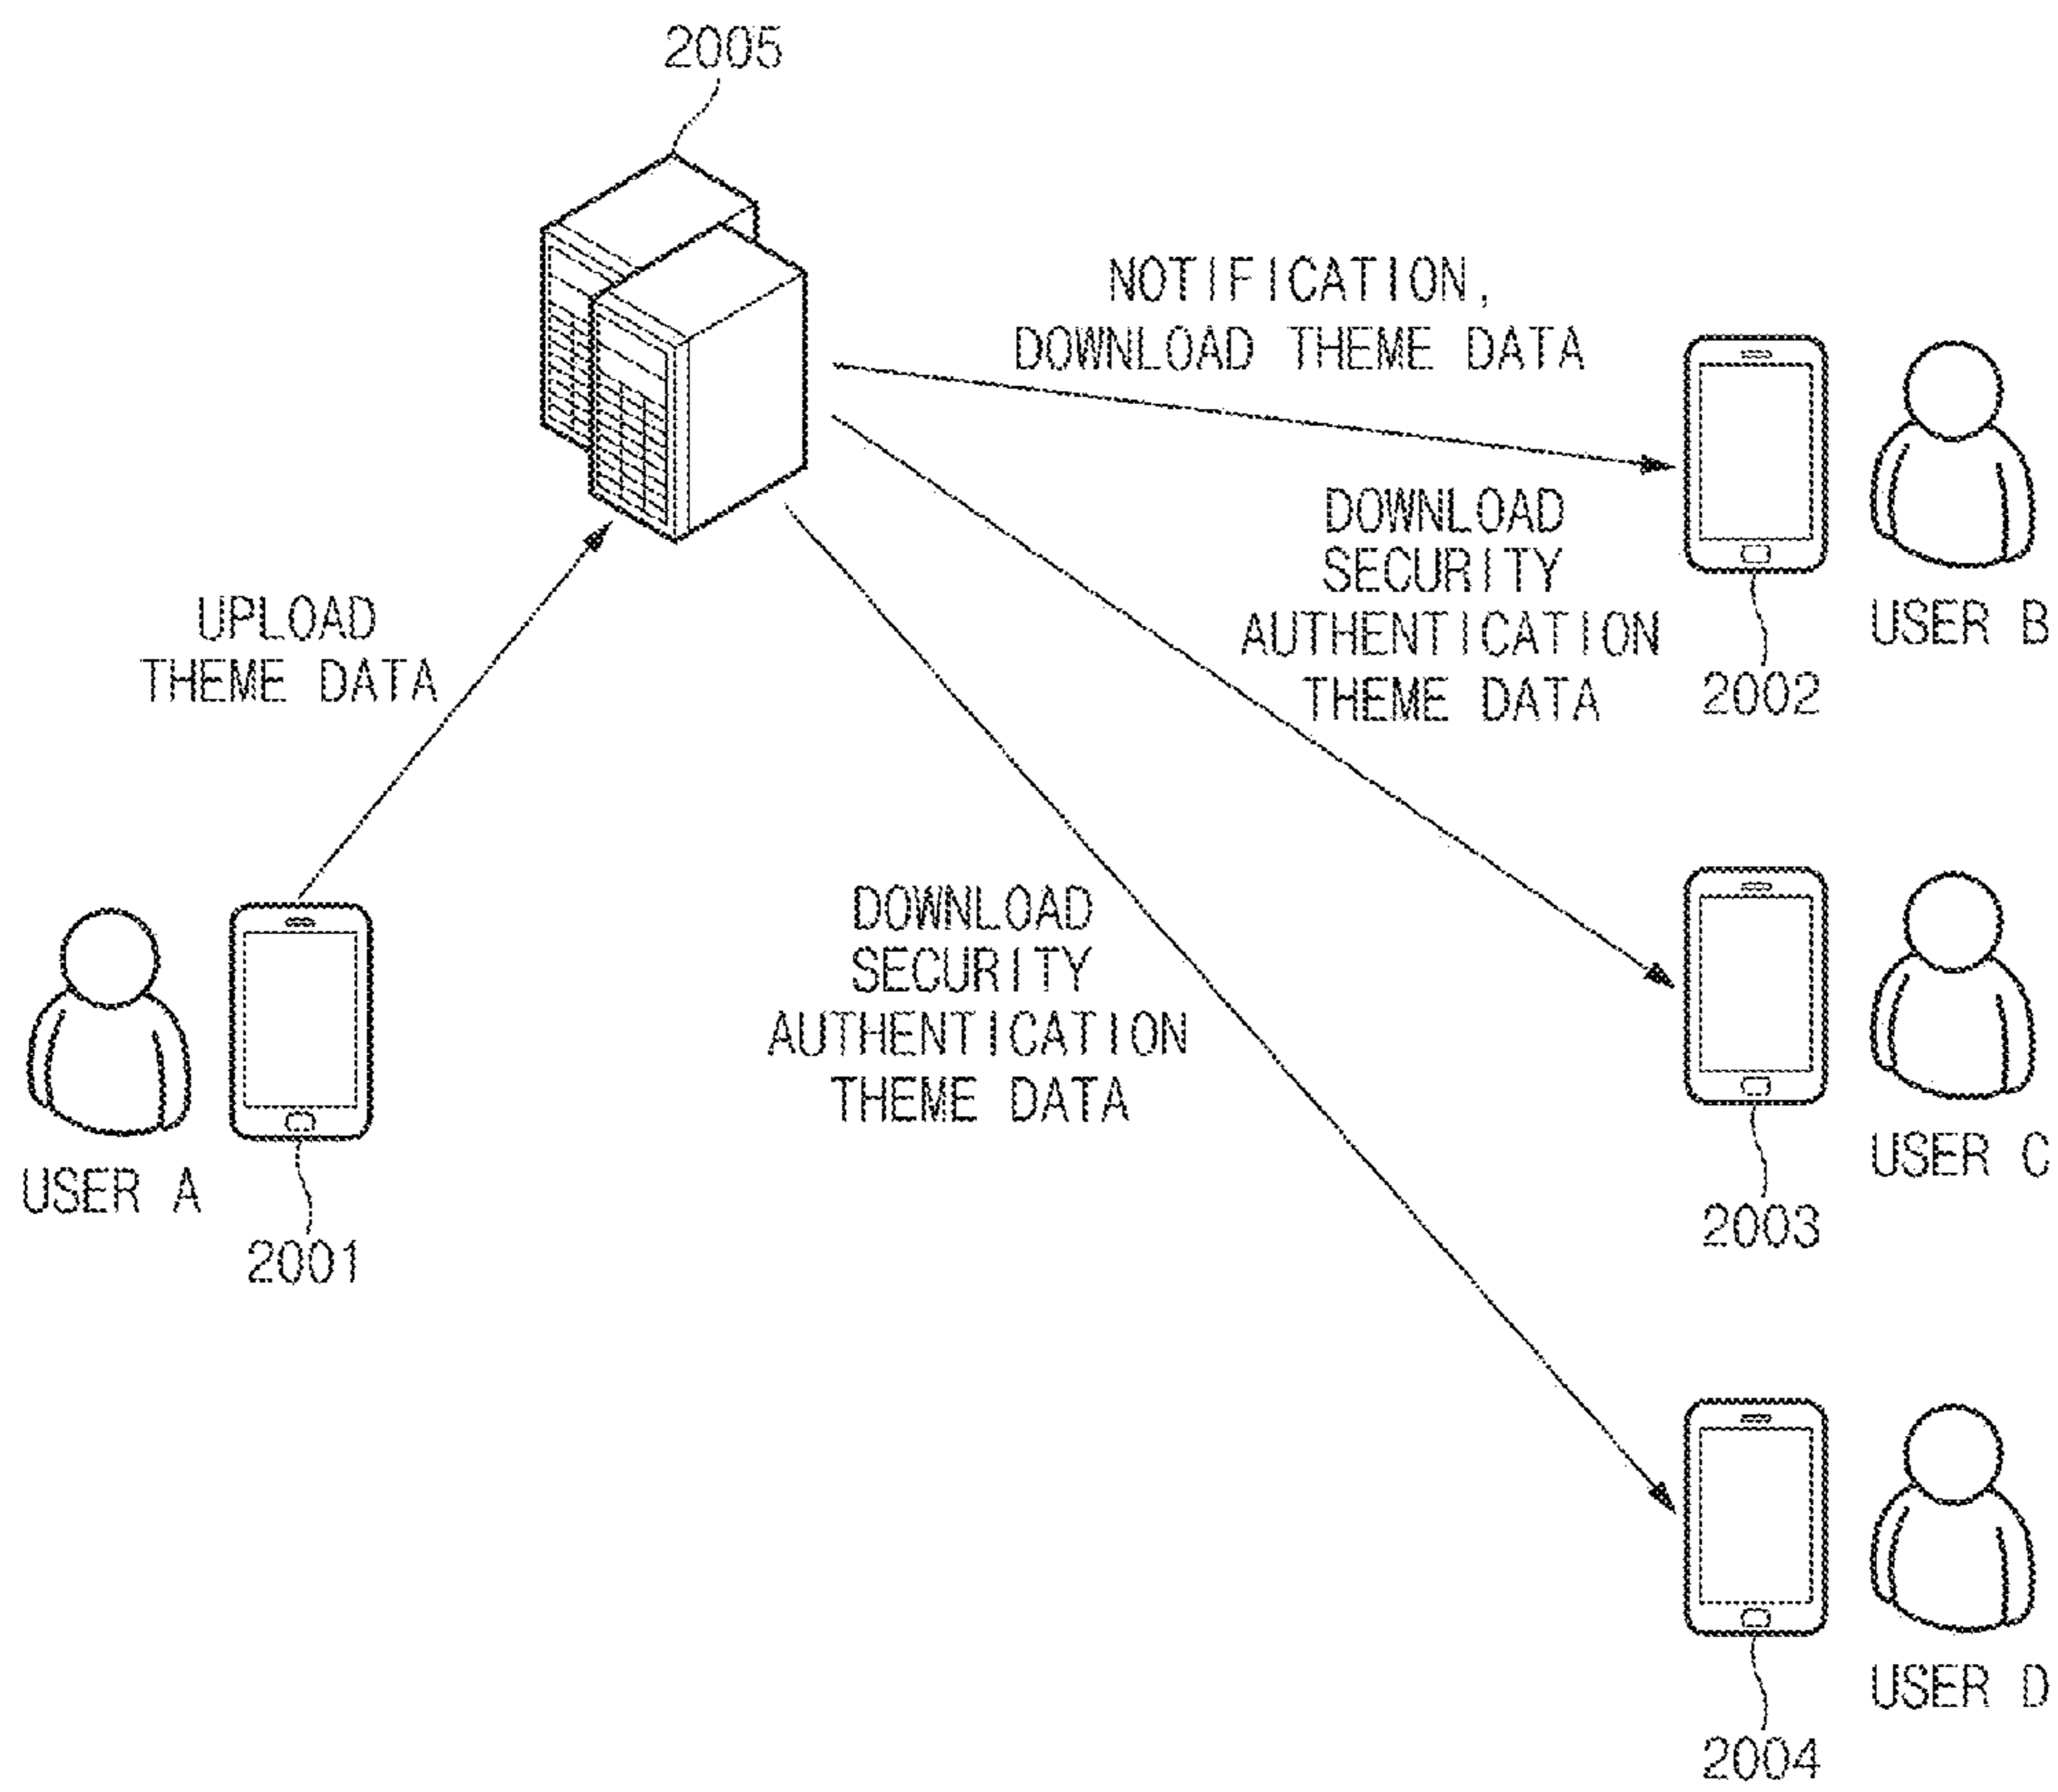 2005
NOTIFICATION,
DOWNLOAD THEME DATA
DOWNLOAD
SECURITY
AUTHENTICATION
THEME DATA
USER B
2002
UPLOAD
THEME DATA
DOWNLOAD
SECURITY
AUTHENTICATION
THEME DATA
USER A
2001
USER C
2003
USER D
2004